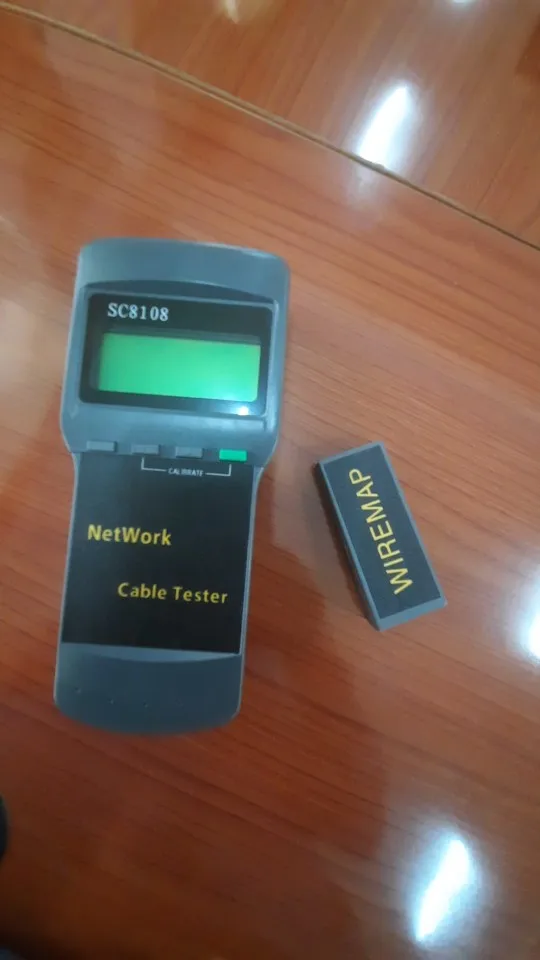 SC8108
CALIBRATE
NetWork
Cable Tester
WIREMAP